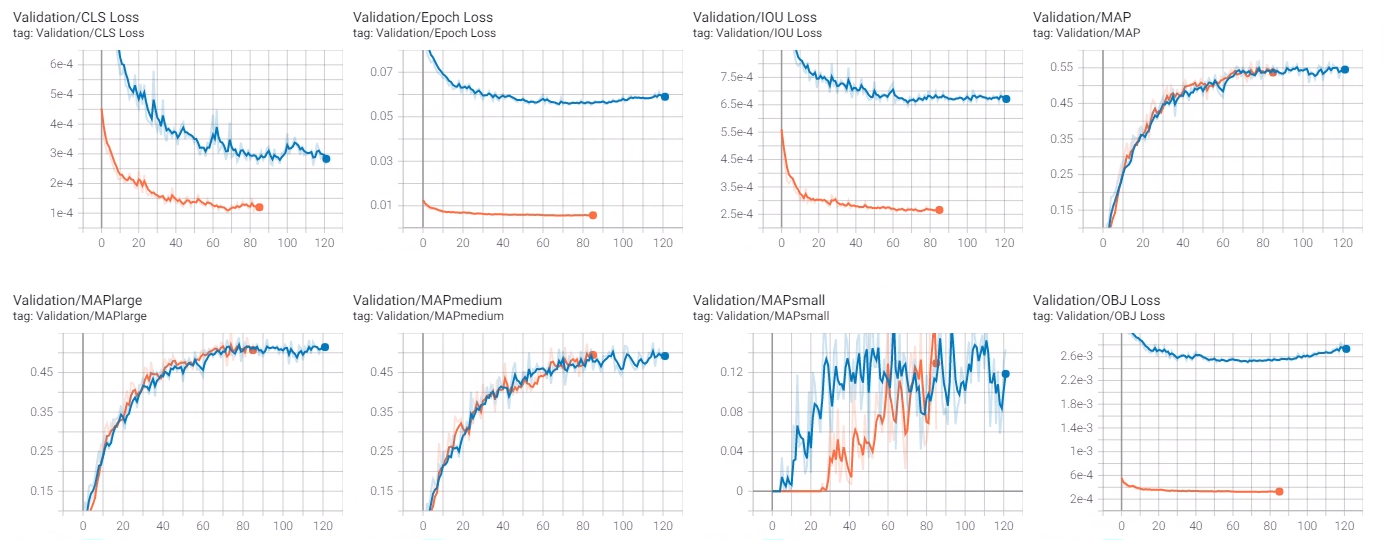 Validation/CLS Loss
tag: Validation/CLS Loss
6e-4
5e-4
4e-4
3e-4
2e-4
1e-4
0 20 40 60 80 100 120
Validation/Epoch Loss
tag: Validation/Epoch Loss
0.07
0.05
0.03
0.01
0 20 40 60 80 100 120
Validation/IOU Loss
tag: Validation/IOU Loss
7.5e-4
6.5e-4
5.5e-4
4.5e-4
3.5e-4
2.5e-4
0 20 40 60 80 100 120
Validation/MAP
tag: Validation/MAP
0.55
0.45
0.35
0.25
0.15
0 20 40 60 80 100 120
Validation/MAPlarge
tag: Validation/MAPlarge
0.45
0.35
0.25
0.15
0 20 40 60 80 100 120
Validation/MAPmedium
tag: Validation/MAPmedium
0.45
0.35
0.25
0.15
0 20 40 60 80 100 120
Validation/MAPsmall
tag: Validation/MAPsmall
0.12
0.08
0.04
0
0 20 40 60 80 100 120
Validation/OBJ Loss
tag: Validation/OBJ Loss
2.6e-3
2.2e-3
1.8e-3
1.4e-3
1e-3
6e-4
2e-4
0 20 40 60 80 100 120